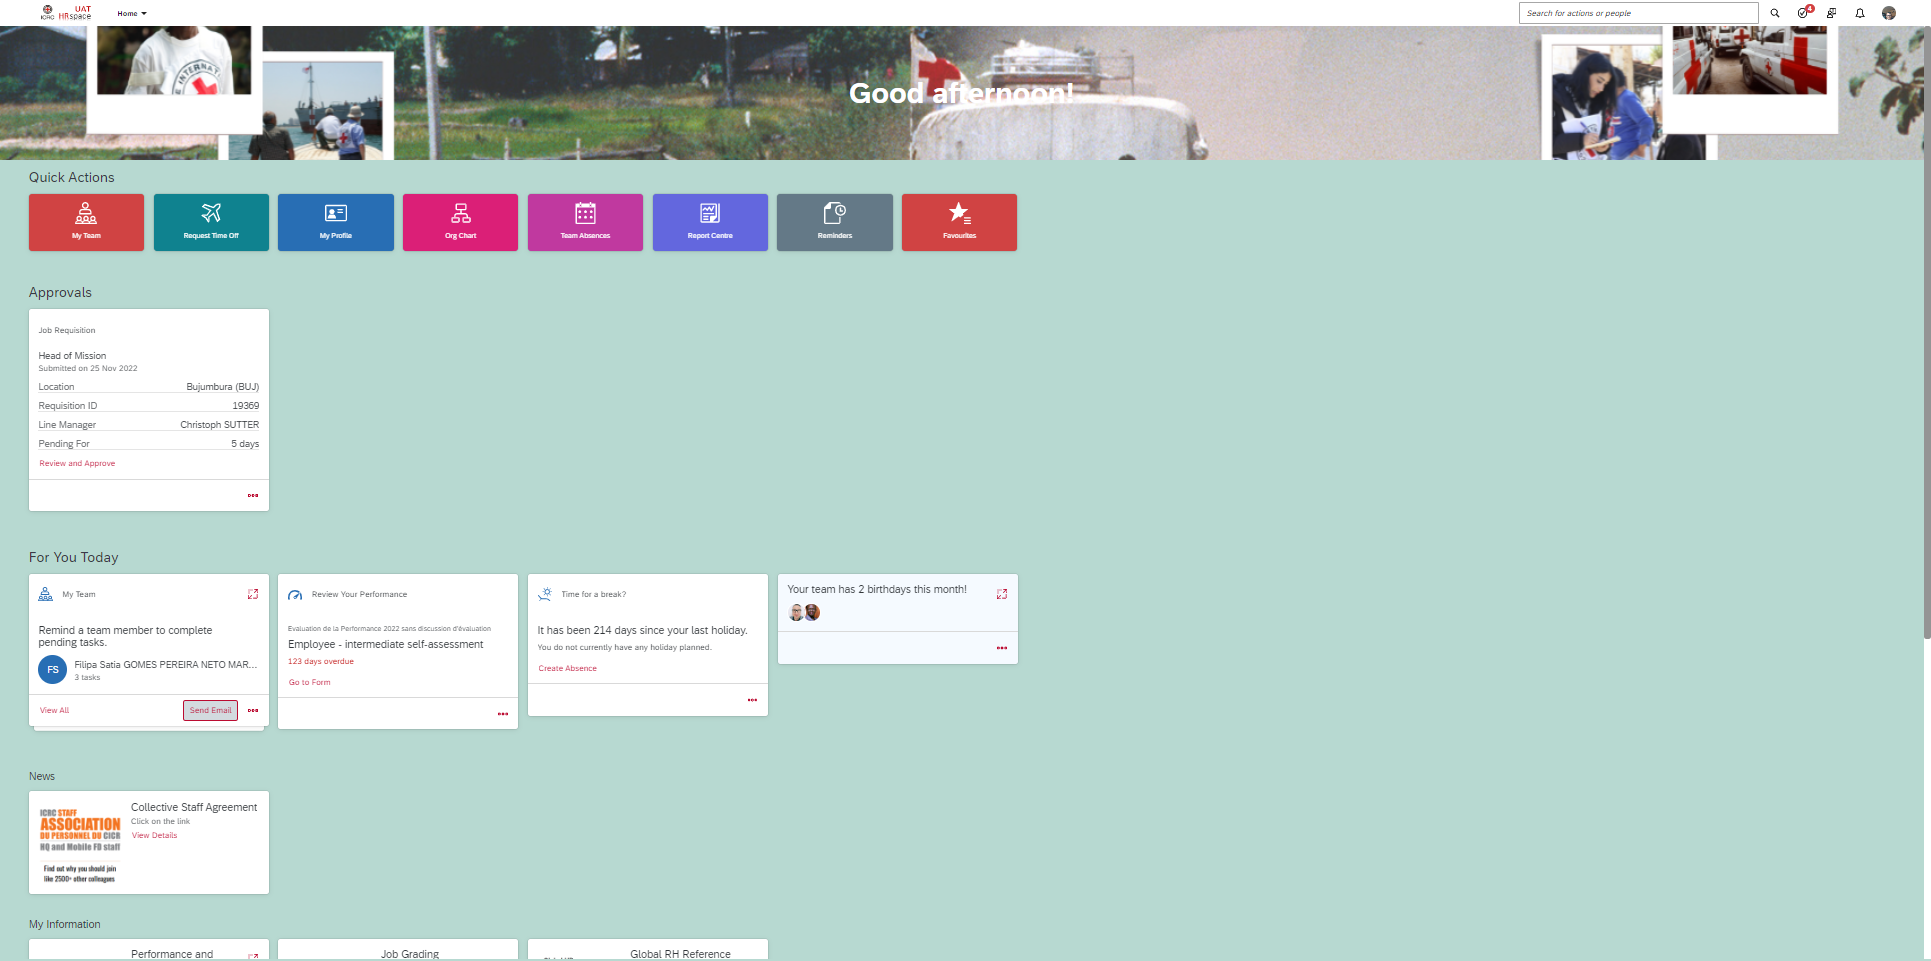 ICRC
UAT
HRspace
Home
Search for actions or people
4
INTERNAT
Good afternoon!
Quick Actions
My Team
Request Time Off
My Profile
Org Chart
Team Absences
Report Centre
Reminders
Favourites
Approvals
Job Requisition
Head of Mission
Submitted on 25 Nov 2022
Location Bujumbura (BUJ)
Requisition ID 19369
Line Manager Christoph SUTTER
Pending For 5 days
Review and Approve
For You Today
My Team
Remind a team member to complete
pending tasks.
FS
Filipa Satia GOMES PEREIRA NETO MAR...
3 tasks
View All
Send Email
Review Your Performance
Evaluation de la Performance 2022 sans discussion d'évaluation
Employee - intermediate self-assessment
123 days overdue
Go to Form
Time for a break?
It has been 214 days since your last holiday.
You do not currently have any holiday planned.
Create Absence
Your team has 2 birthdays this month!
News
ICRC STAFF
ASSOCIATION
DU PERSONNEL DU CICR
HQ and Mobile FD staff
Find out why you should join
like 2500+ other colleagues
Collective Staff Agreement
Click on the link
View Details
My Information
Performance and
Job Grading
Global RH Reference